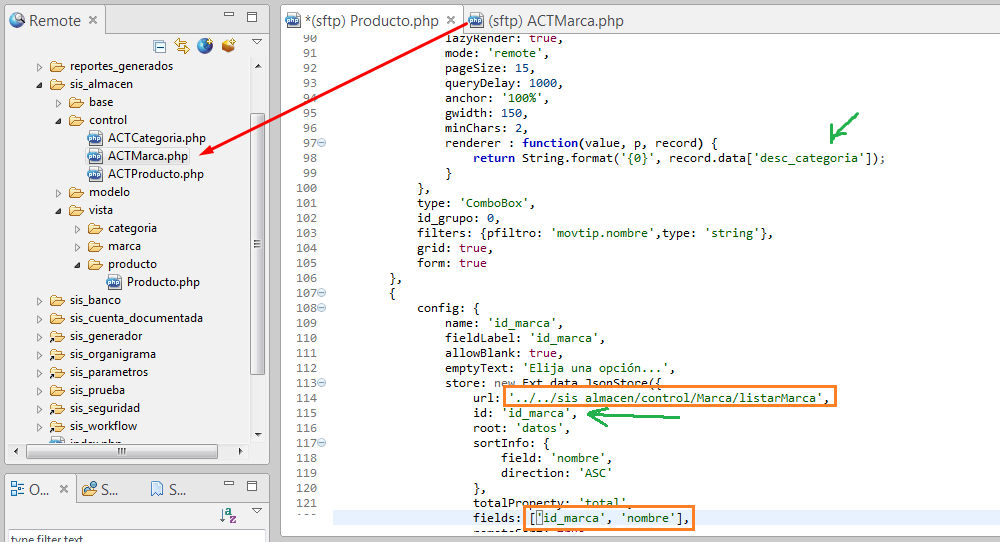 Remote
*(sftp) Producto.php
(sftp) ACTMarca.php
reportes_generados
sis_almacen
base
control
ACTCategoria.php
ACTMarca.php
ACTProducto.php
modelo
vista
categoria
marca
producto
Producto.php
sis_banco
sis_cuenta_documentada
sis_generador
sis_organigrama
sis_parametros
sis_prueba
sis_seguridad
sis_workflow
index.php
O...
S...
S...
type filter text
90 lazyRender: true,
91 mode: 'remote',
92 pageSize: 15,
93 queryDelay: 1000,
94 anchor: '100%',
95 gwidth: 150,
96 minChars: 2,
97 renderer : function(value, p, record) {
98 return String.format('{0}', record.data['desc_categoria']);
99 }
100 },
101 type: 'ComboBox',
102 id_grupo: 0,
103 filters: {pfiltro: 'movtip.nombre',type: 'string'},
104 grid: true,
105 form: true
106 },
107 {
108 config: {
109 name: 'id_marca',
110 fieldLabel: 'id_marca',
111 allowBlank: true,
112 emptyText: 'Elija una opción...',
113 store: new Ext.data.JsonStore({
114 url: '../../sis_almacen/control/Marca/listarMarca',
115 id: 'id_marca',
116 root: 'datos',
117 sortInfo: {
118 field: 'nombre',
119 direction: 'ASC'
120 },
121 totalProperty: 'total',
fields: ['id_marca', 'nombre'],